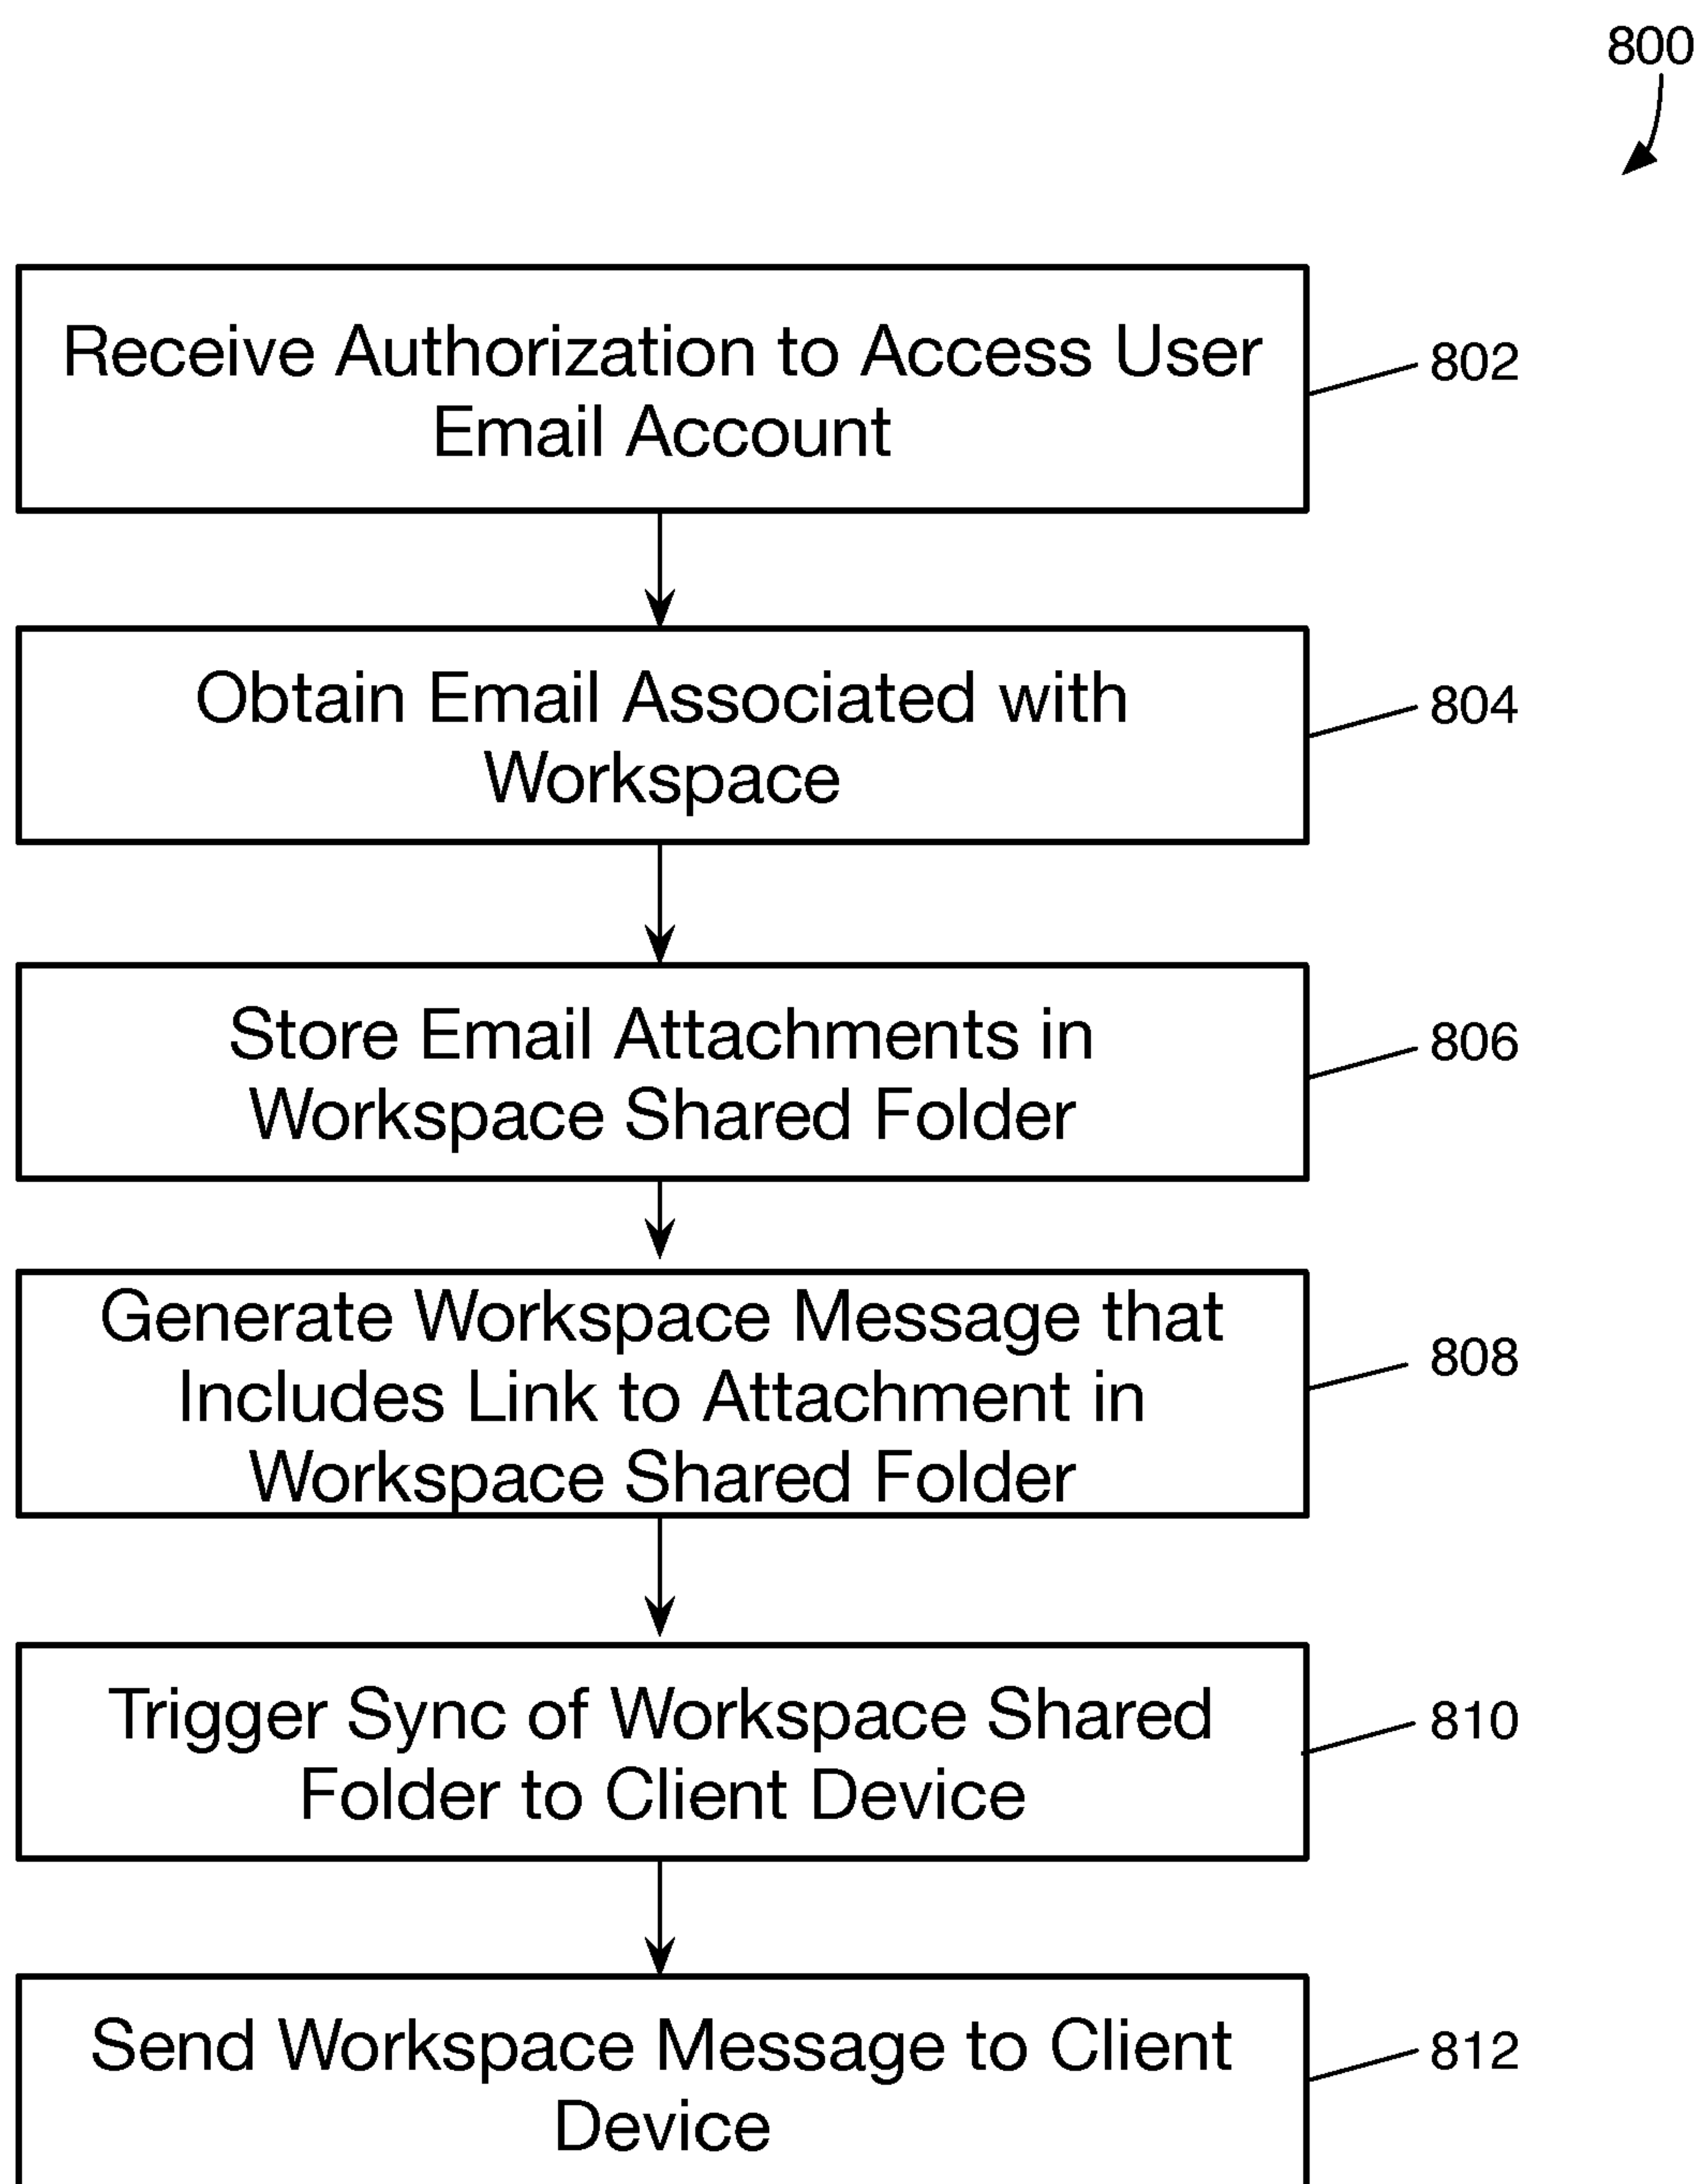 800
Receive Authorization to Access User
Email Account
802
Obtain Email Associated with
Workspace
804
Store Email Attachments in
Workspace Shared Folder
806
Generate Workspace Message that
Includes Link to Attachment in
Workspace Shared Folder
808
Trigger Sync of Workspace Shared
Folder to Client Device
810
Send Workspace Message to Client
Device
812